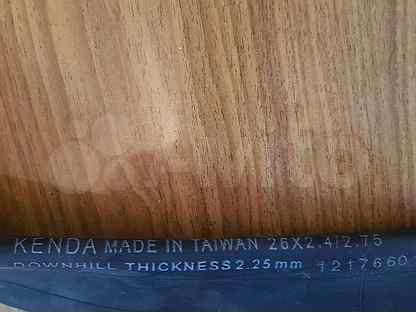 KENDA MADE IN TAIWAN 26X2.4/2.75
DOWNHILL THICKNESS 2.25mm 1217660